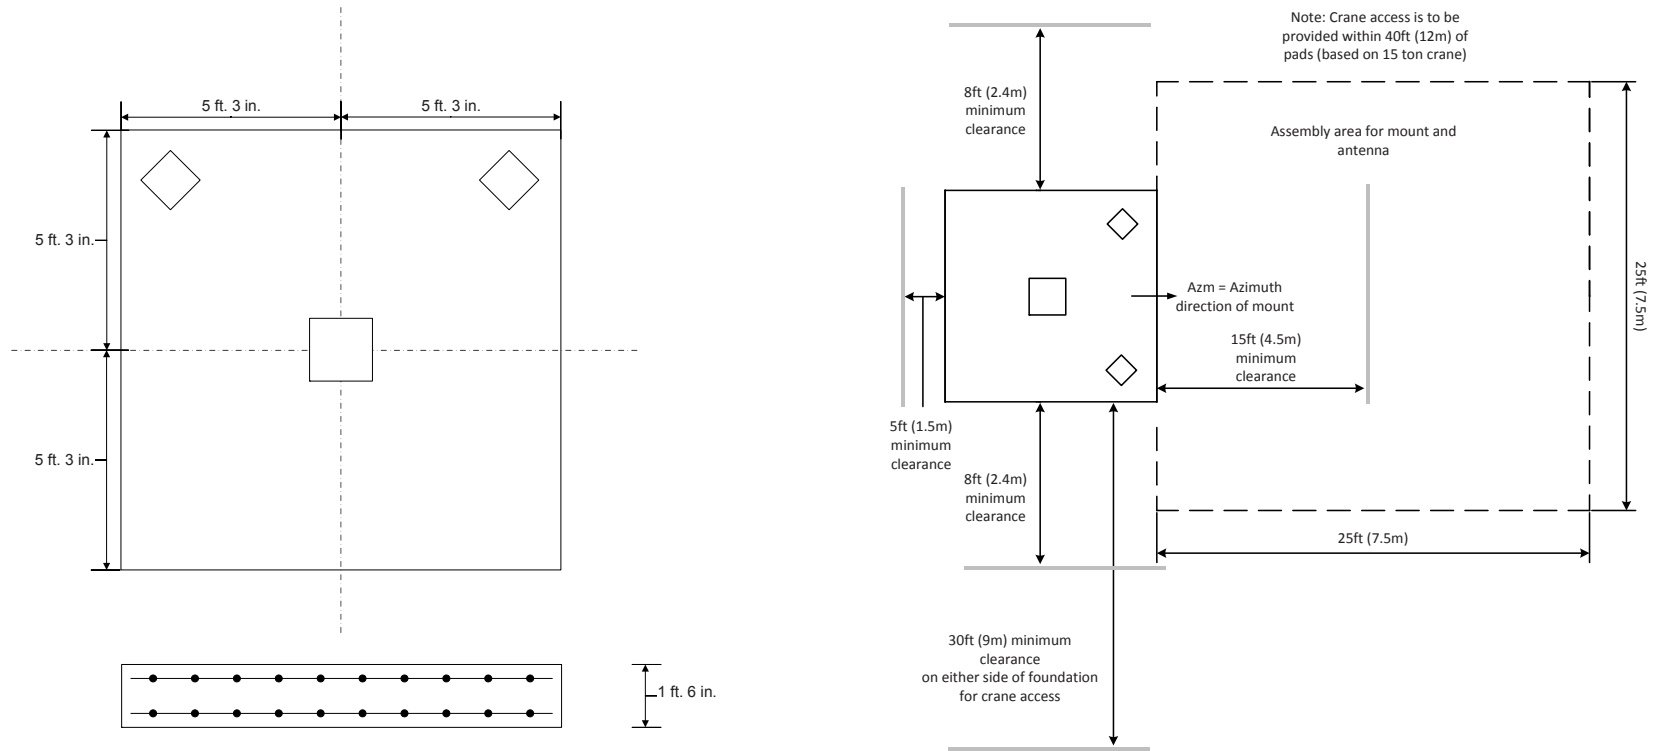 5 ft. 3 in.
5 ft. 3 in.
5 ft. 3 in.
5 ft. 3 in.
1 ft. 6 in.
Note: Crane access is to be
provided within 40ft (12m) of
pads (based on 15 ton crane)
8ft (2.4m)
minimum
clearance
Assembly area for mount and
antenna
Azm = Azimuth
direction of mount
25ft (7.5m)
15ft (4.5m)
minimum
clearance
5ft (1.5m)
minimum
clearance
8ft (2.4m)
minimum
clearance
25ft (7.5m)
30ft (9m) minimum
clearance
on either side of foundation
for crane access